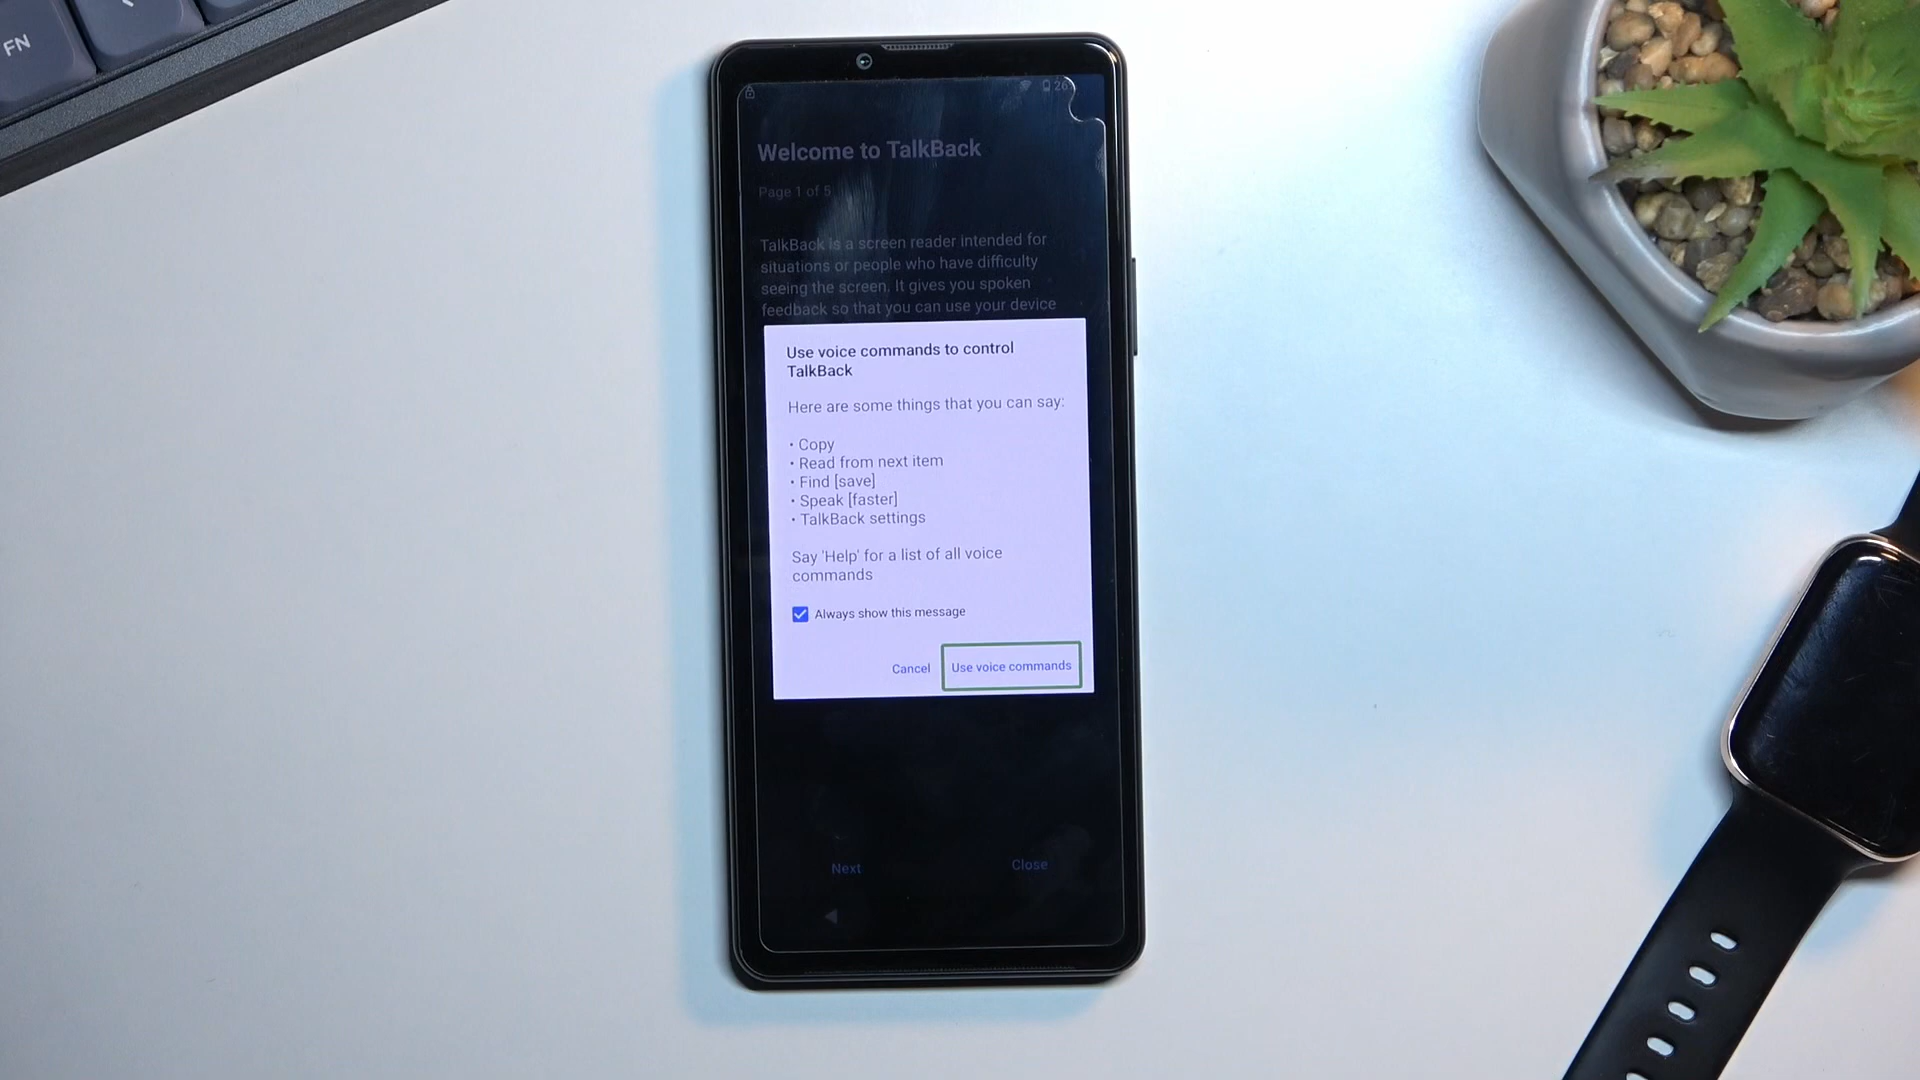 FN
26
Welcome to TalkBack
Page 1 of 5
TalkBack is a screen reader intended for
situations or people who have difficulty
seeing the screen. It gives you spoken
feedback so that you can use your device
Use voice commands to control
TalkBack
Here are some things that you can say:
• Copy
• Read from next item
• Find [save]
• Speak [faster]
• TalkBack settings
Say 'Help' for a list of all voice
commands
Always show this message
Cancel Use voice commands
Next Close